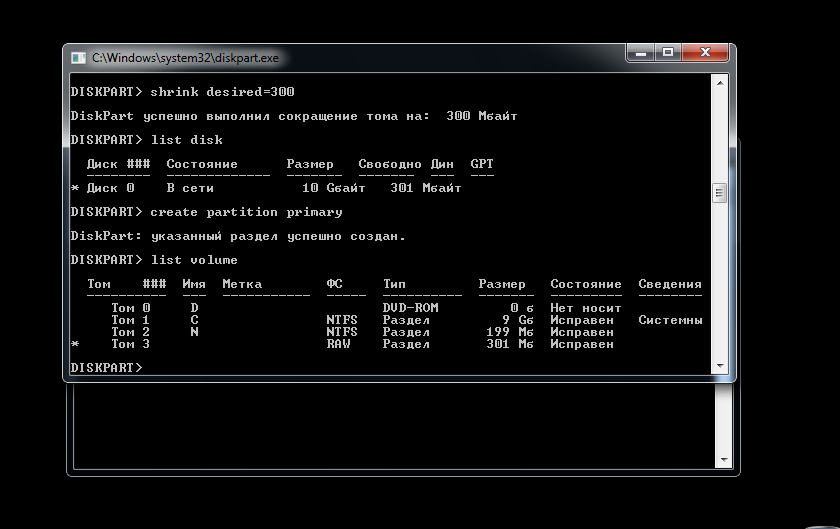 C:\Windows\system32\diskpart.exe
DISKPART> shrink desired=300
DiskPart успешно выполнил сокращение тома на:  300 Mбайт
DISKPART> list disk
Диск ###  Состояние      Размер   Свободно Дин  GPT
--------  -------------  -------  -------  ---  ---
* Диск 0    В сети           10 Gбайт   301 Mбайт
DISKPART> create partition primary
DiskPart: указанный раздел успешно создан.
DISKPART> list volume
Том    ###  Имя  Метка        ФС     Тип         Размер   Состояние  Сведения
----------  ---  -----------  -----  ----------  -------  ---------  --------
Том 0     D                       DVD-ROM         0 б  Нет носит
Том 1     C                NTFS   Раздел          9 Gб  Исправен   Системны
Том 2     N                NTFS   Раздел        199 Mб  Исправен
* Том 3                      RAW    Раздел        301 Mб  Исправен
DISKPART>